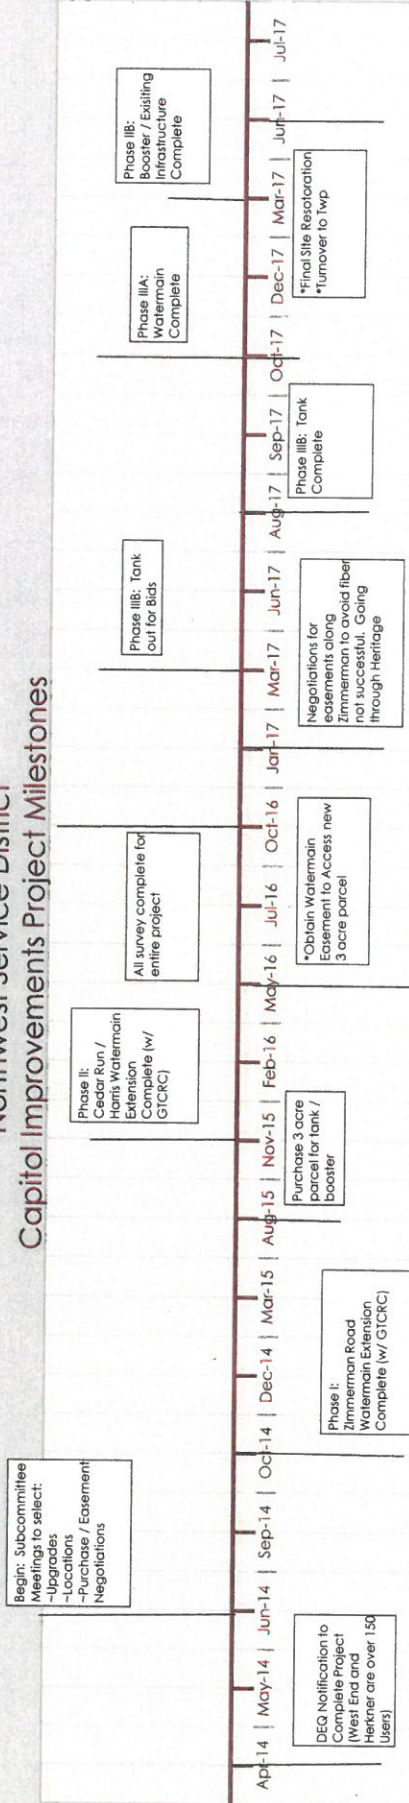 Northwest Service District
Capitol Improvements Project Milestones
Begin: Subcommittee
Meetings to select:
~Upgrades
~Locations
~Purchase / Easement
Negotiations
Phase II:
Cedar Run /
Harris Watermain
Extension
Complete (w/
GTCRC)
All survey complete for
entire project
Phase IIIB: Tank
out for Bids
Phase IIIA:
Watermain
Complete
Phase IIB:
Booster / Exisiting
Infrastructure
Complete
Apr-14 | May-14 | Jun-14 | Sep-14 | Oct-14 | Dec-14 | Mar-15 | Aug-15 | Nov-15 | Feb-16 | May-16 | Jul-16 | Oct-16 | Jan-17 | Mar-17 | Jun-17 | Aug-17 | Sep-17 | Oct-17 | Dec-17 | Mar-17 | Jun-17 | Jul-17
DEQ Notification to
Complete Project
(West End and
Herkner are over 150
Users)
Phase I:
Zimmerman Road
Watermain Extension
Complete (w/ GTCRC)
Purchase 3 acre
parcel for tank /
booster
*Obtain Watermain
Easement to Access new
3 acre parcel
Negotiations for
easements along
Zimmerman to avoid fiber
not successful. Going
through Heritage
Phase IIIB: Tank
Complete
*Final Site Resotoration
*Turnover to Twp